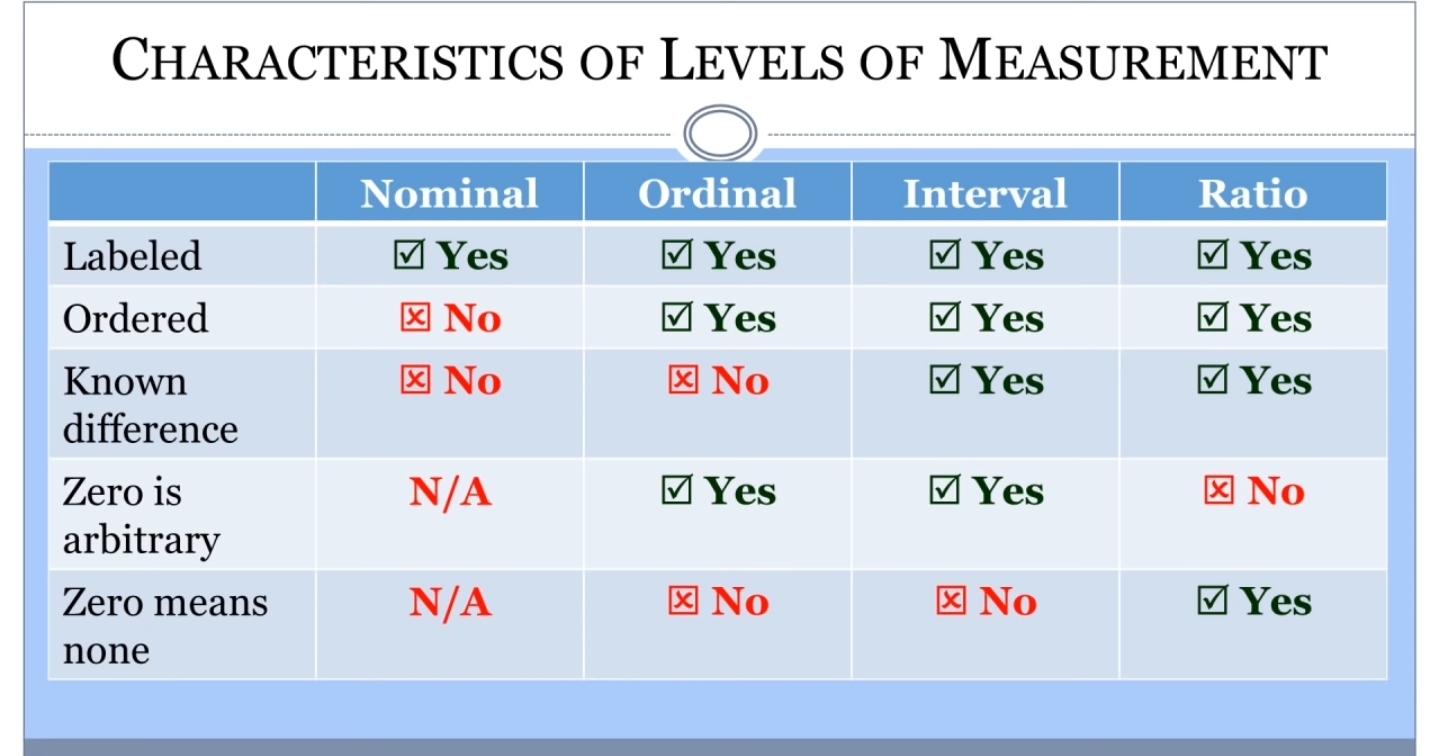 CHARACTERISTICS OF LEVELS OF MEASUREMENT
Nominal Ordinal Interval Ratio
Labeled ☑ Yes ☑ Yes ☑ Yes ☑ Yes
Ordered ☒ No ☑ Yes ☑ Yes ☑ Yes
Known ☒ No ☒ No ☑ Yes ☑ Yes
difference
Zero is N/A ☑ Yes ☑ Yes ☒ No
arbitrary
Zero means N/A ☒ No ☒ No ☑ Yes
none